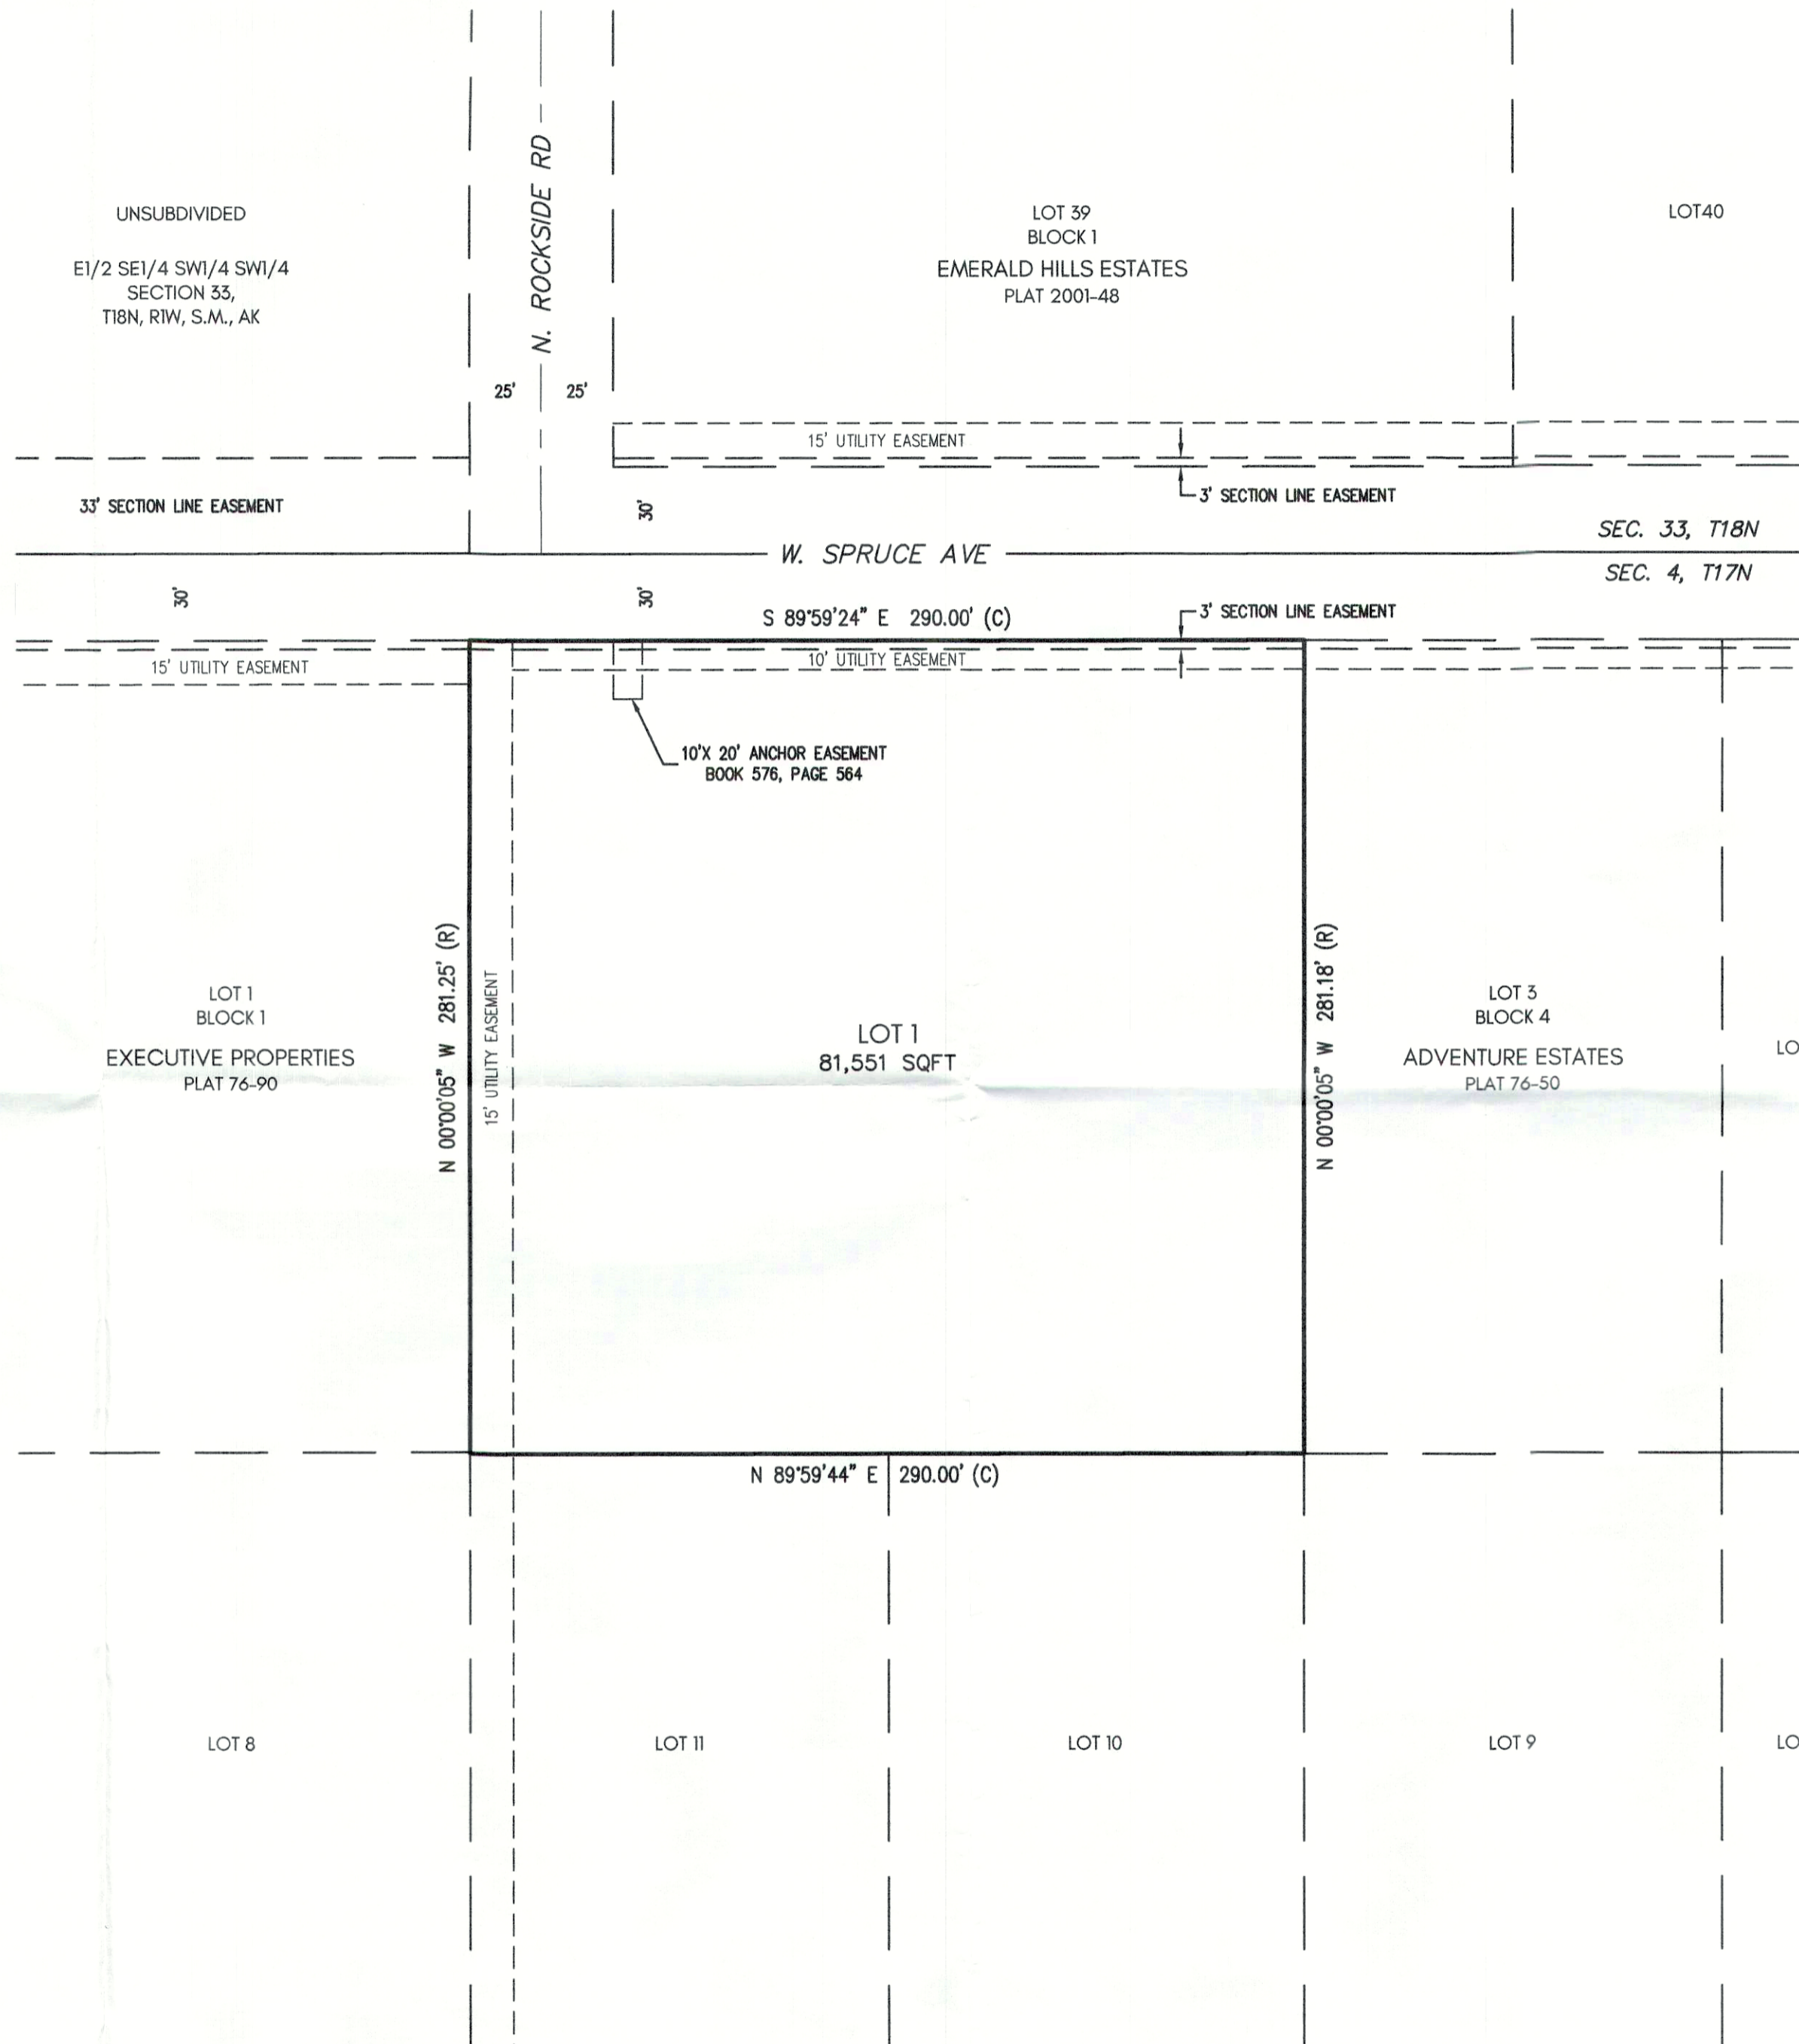 N. ROCKSIDE RD
UNSUBDIVIDED
E1/2 SE1/4 SW1/4 SW1/4
SECTION 33,
T18N, R1W, S.M., AK
LOT 39
BLOCK 1
EMERALD HILLS ESTATES
PLAT 2001-48
LOT40
25'
25'
15' UTILITY EASEMENT
3' SECTION LINE EASEMENT
33' SECTION LINE EASEMENT
30'
SEC. 33, T18N
W. SPRUCE AVE
SEC. 4, T17N
30'
30'
S 89°59'24" E 290.00' (C)
3' SECTION LINE EASEMENT
15' UTILITY EASEMENT
10' UTILITY EASEMENT
10'X 20' ANCHOR EASEMENT
BOOK 576, PAGE 564
N 00°00'05" W 281.25' (R)
15' UTILITY EASEMENT
N 00°00'05" W 281.18' (R)
LOT 1
BLOCK 1
EXECUTIVE PROPERTIES
PLAT 76-90
LOT 1
81,551 SQFT
LOT 3
BLOCK 4
ADVENTURE ESTATES
PLAT 76-50
LO
N 89°59'44" E 290.00' (C)
LOT 8
LOT 11
LOT 10
LOT 9
LO